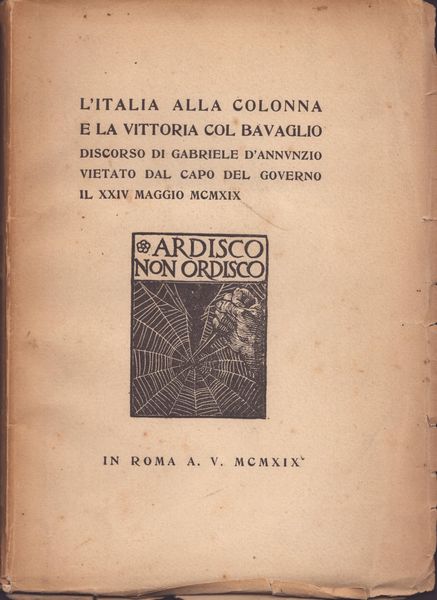 L'ITALIA ALLA COLONNA
E LA VITTORIA COL BAVAGLIO
DISCORSO DI GABRIELE D'ANNVNZIO
VIETATO DAL CAPO DEL GOVERNO
IL XXIV MAGGIO MCMXIX
ARDISCO
NON ORDISCO
IN ROMA A. V. MCMXIX